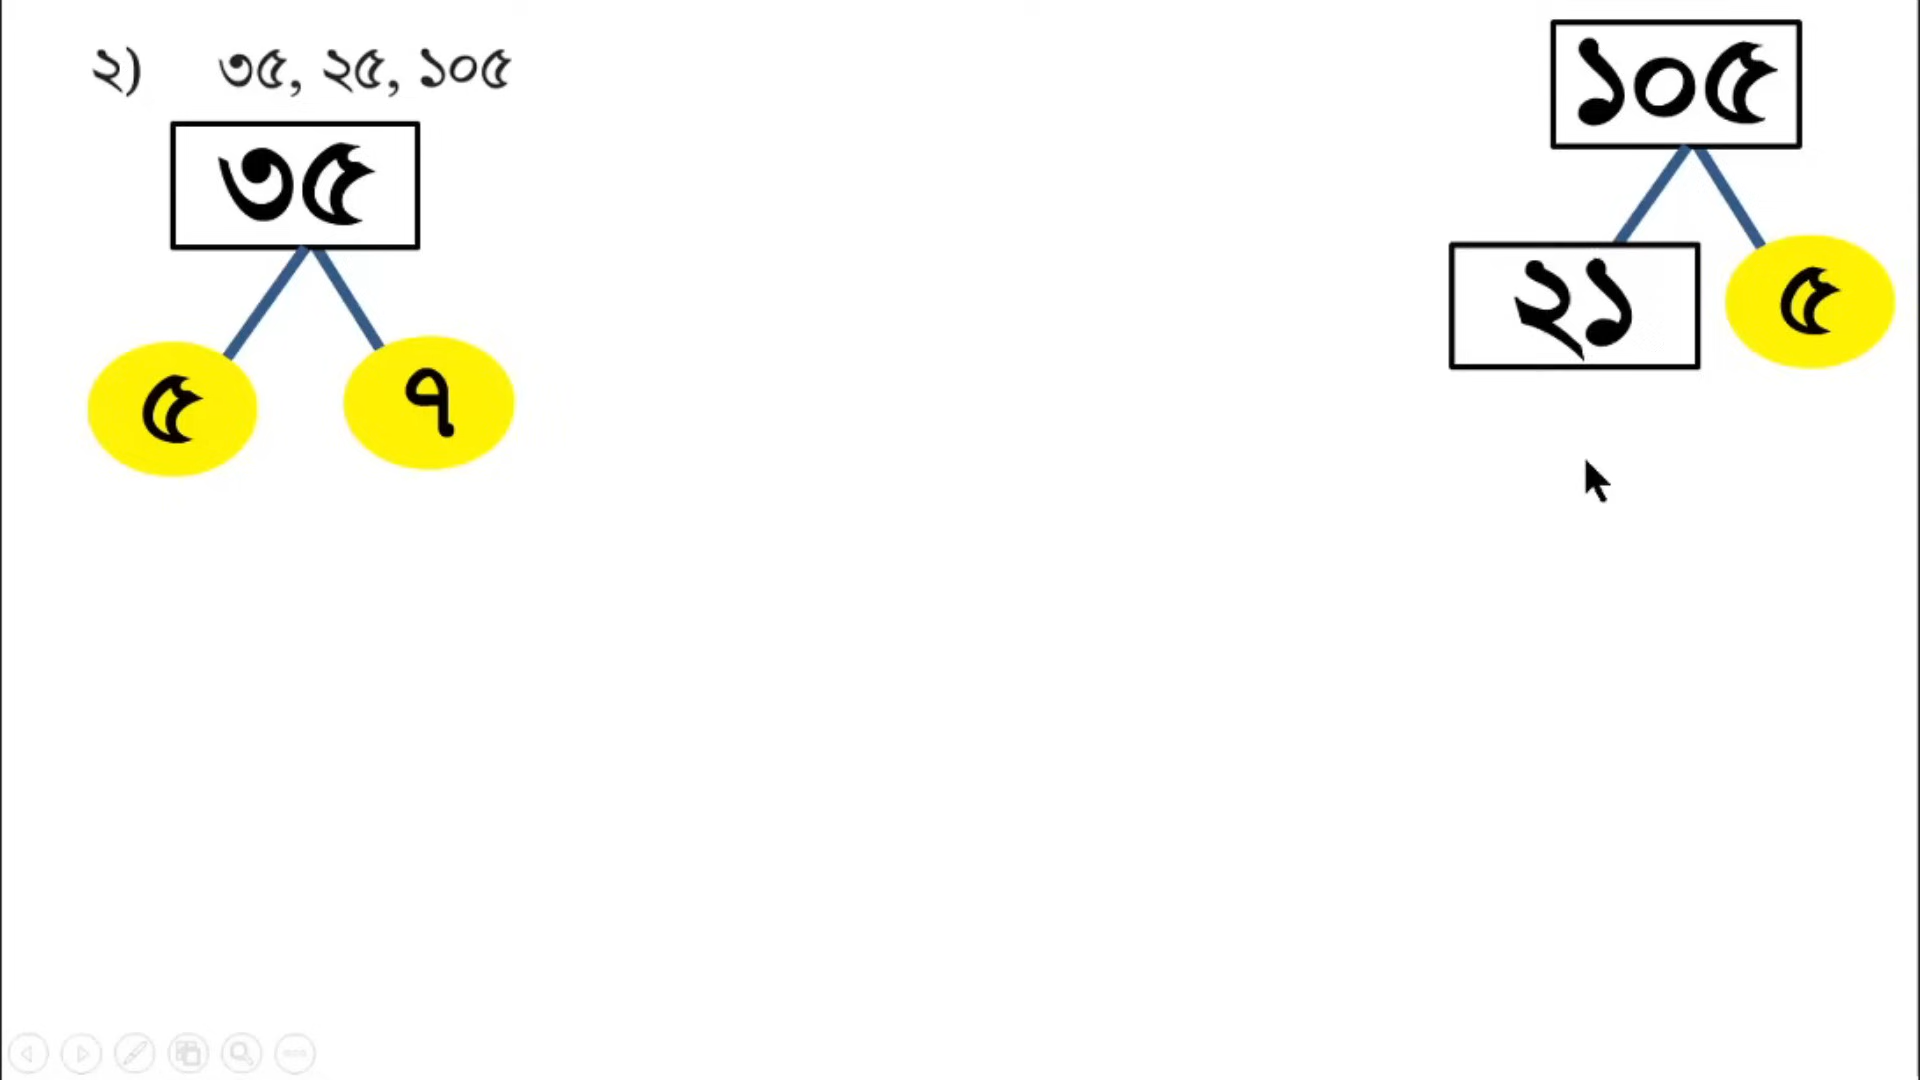 ২) ৩৫, ২৫, ১০৫
৩৫
৫ ৭
১০৫
২১ ৫